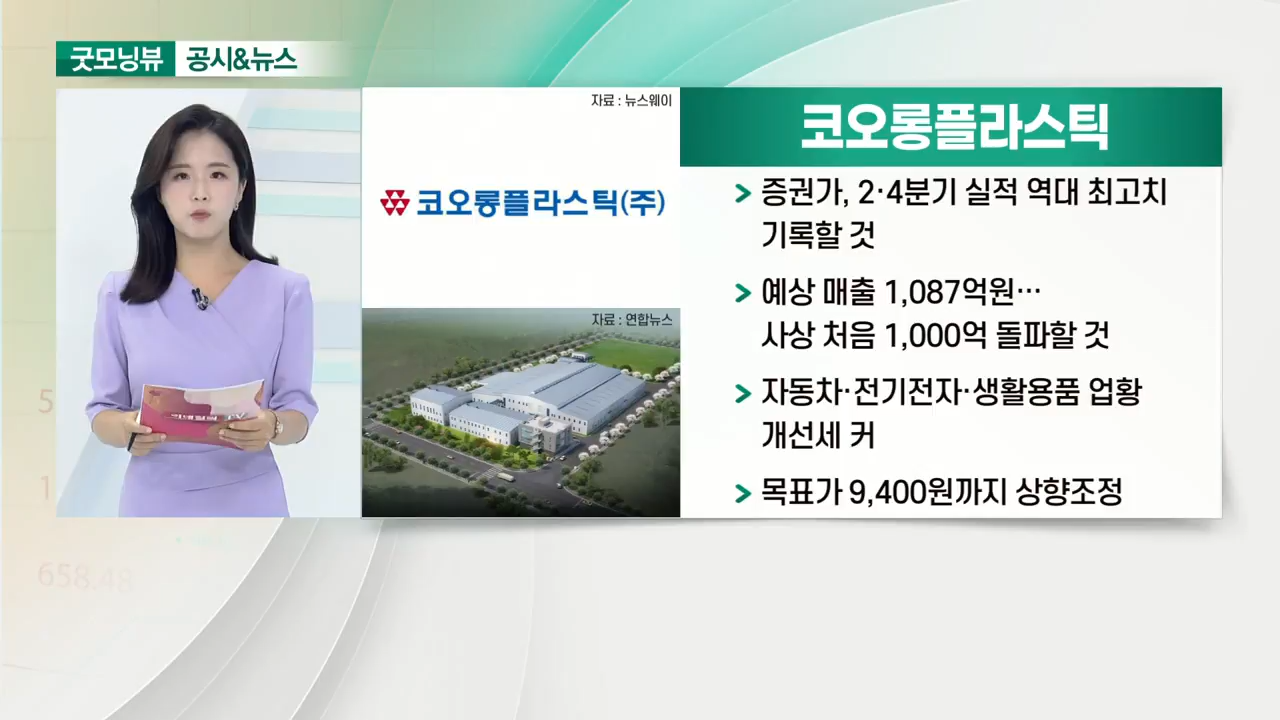 굿모닝뷰 공시&뉴스
자료 : 뉴스웨이
코오롱플라스틱(주)
자료 : 연합뉴스
코오롱플라스틱
증권가, 2·4분기 실적 역대 최고치
기록할 것
예상 매출 1,087억원…
사상 처음 1,000억 돌파할 것
자동차·전기전자·생활용품 업황
개선세 커
목표가 9,400원까지 상향조정
658.48